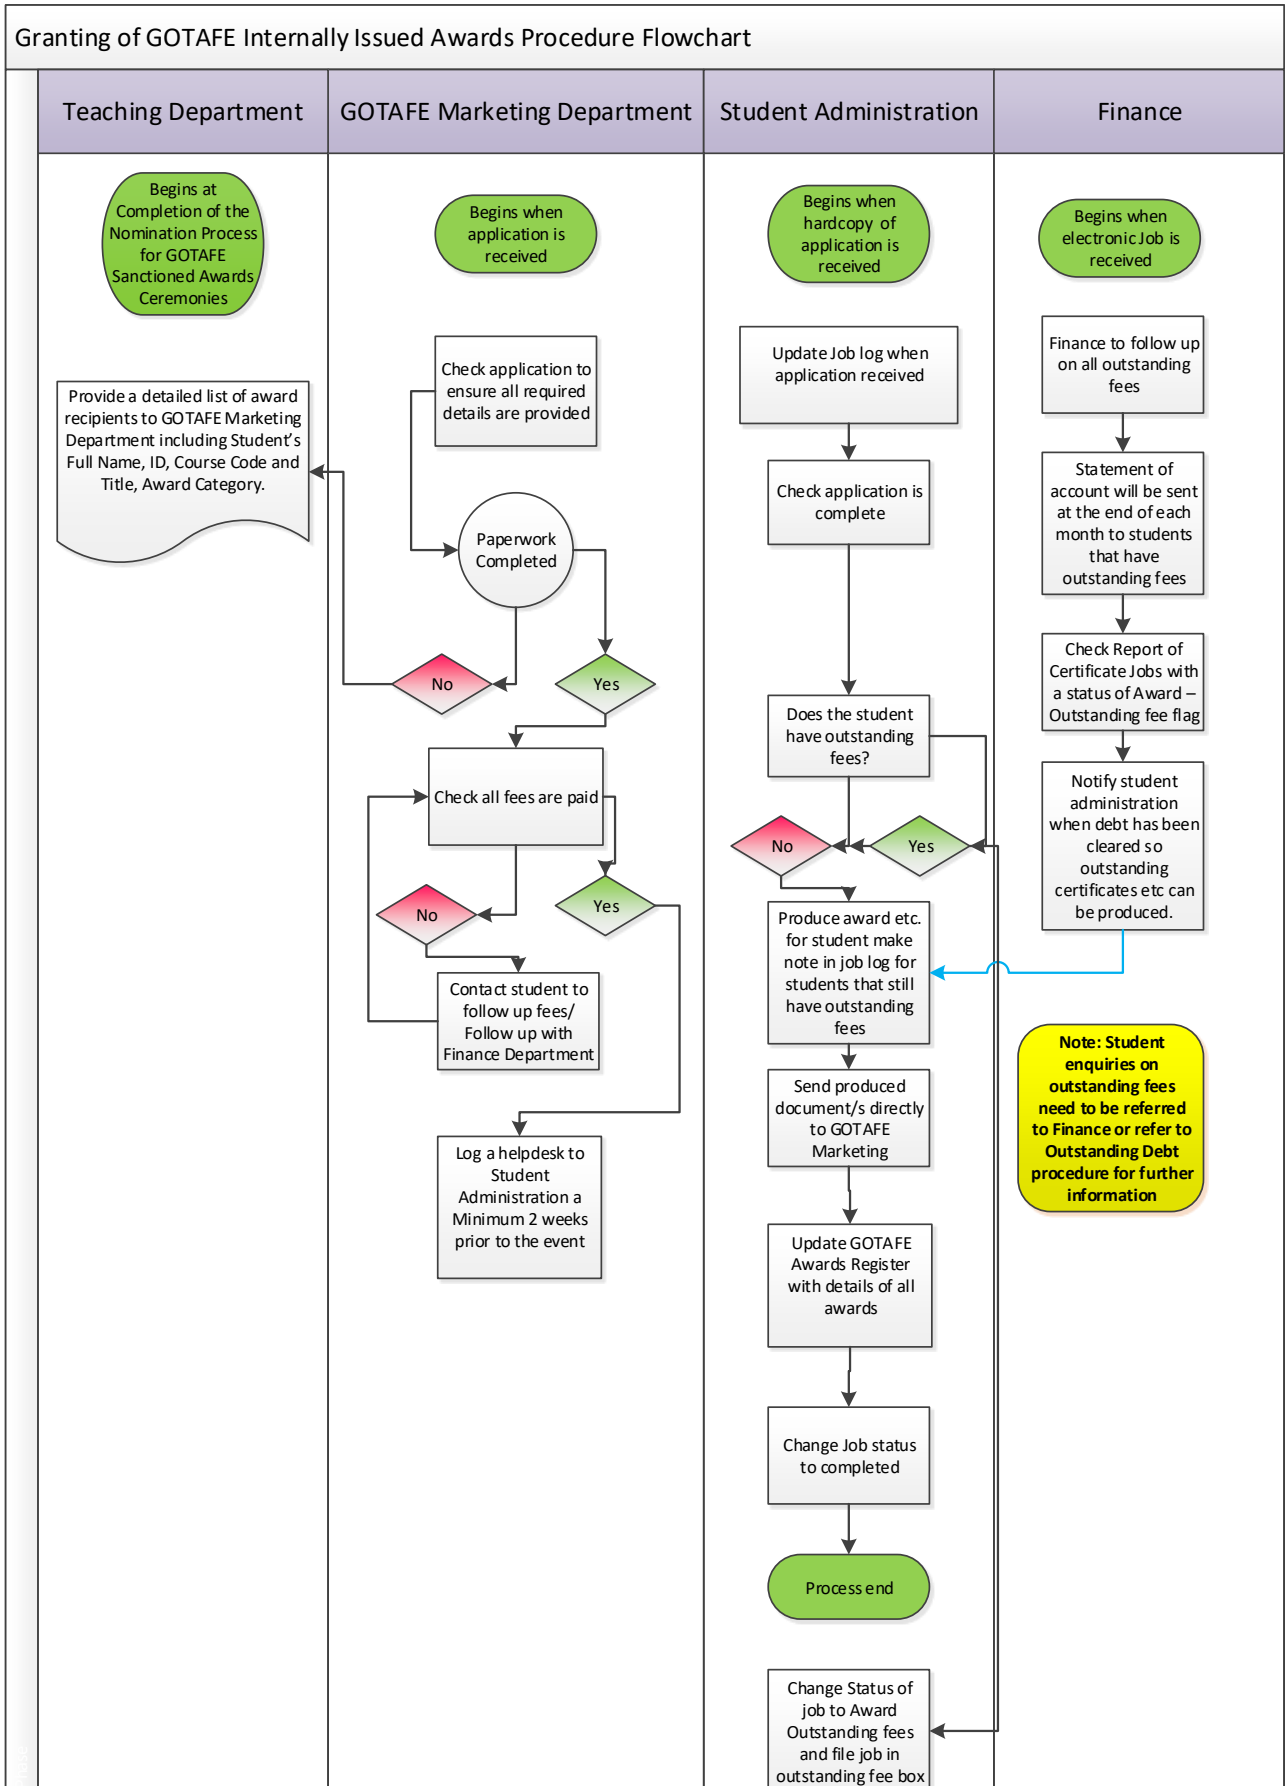 Granting of GOTAFE Internally Issued Awards Procedure Flowchart
Teaching Department
GOTAFE Marketing Department
Student Administration
Finance
Begins at
Completion of the
Nomination Process
for GOTAFE
Sanctioned Awards
Ceremonies
Provide a detailed list of award
recipients to GOTAFE Marketing
Department including Student's
Full Name, ID, Course Code and
Title, Award Category.
Begins when
application is
received
Check application to
ensure all required
details are provided
Paperwork
Completed
No
Yes
Check all fees are paid
No
Yes
Contact student to
follow up fees/
Follow up with
Finance Department
Log a helpdesk to
Student
Administration a
Minimum 2 weeks
prior to the event
Begins when
hardcopy of
application is
received
Update Job log when
application received
Check application is
complete
Does the student
have outstanding
fees?
No
Yes
Produce award etc.
for student make
note in job log for
students that still
have outstanding
fees
Send produced
document/s directly
to GOTAFE
Marketing
Update GOTAFE
Awards Register
with details of all
awards
Change Job status
to completed
Process end
Change Status of
job to Award
Outstanding fees
and file job in
outstanding fee box
Begins when
electronic Job is
received
Finance to follow up
on all outstanding
fees
Statement of
account will be sent
at the end of each
month to students
that have
outstanding fees
Check Report of
Certificate Jobs with
a status of Award –
Outstanding fee flag
Notify student
administration
when debt has been
cleared so
outstanding
certificates etc can
be produced.
Note: Student
enquiries on
outstanding fees
need to be referred
to Finance or refer to
Outstanding Debt
procedure for further
information